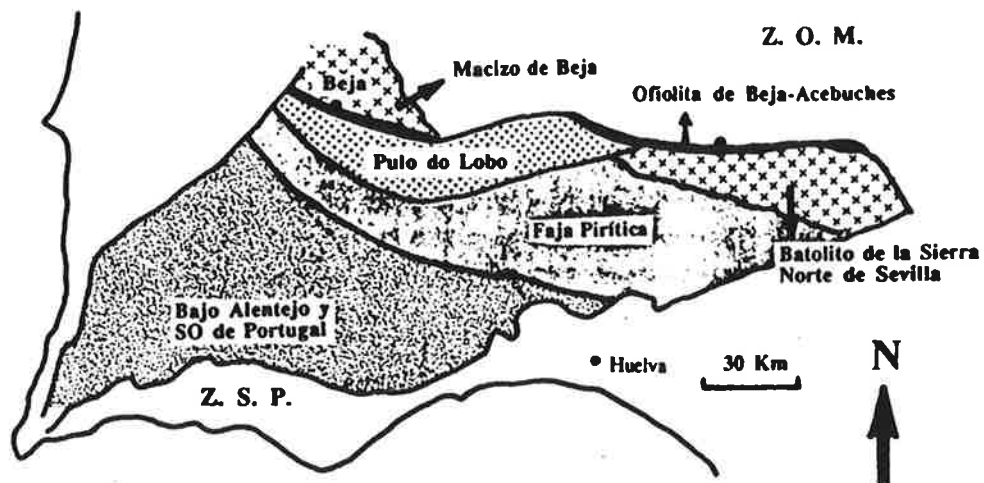 Z. O. M.
Macizo de Beja
Beja
Ofiolita de Beja-Acebuches
Pulo do Lobo
Faja Pirítica
Batolito de la Sierra
Norte de Sevilla
Bajo Alentejo y
SO de Portugal
Huelva
30 Km
N
Z. S. P.